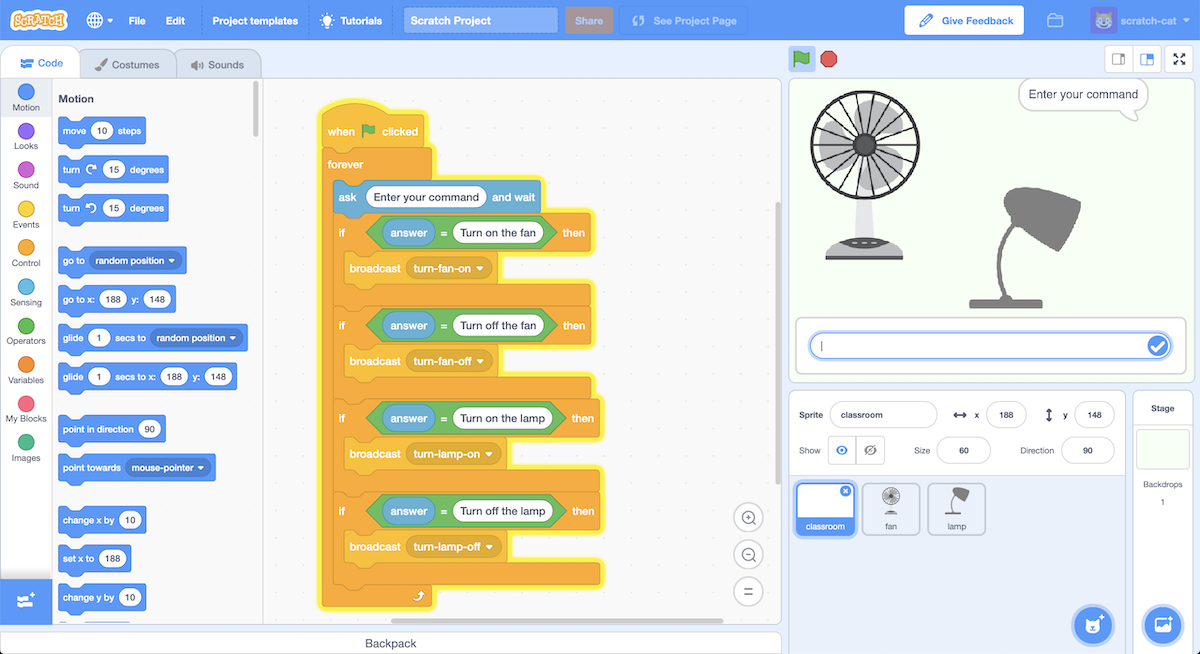 SCRATCH File Edit Project templates Tutorials Scratch Project Share See Project Page Give Feedback scratch-cat
Code Costumes Sounds
Motion
Looks
Sound
Events
Control
Sensing
Operators
Variables
My Blocks
Images
Motion
move 10 steps
turn 15 degrees
turn 15 degrees
go to random position
go to x: 188 y: 148
glide 1 secs to random position
glide 1 secs to x: 188 y: 148
point in direction 90
point towards mouse-pointer
change x by 10
set x to 188
change y by 10
when clicked
forever
ask Enter your command and wait
if answer = Turn on the fan then
broadcast turn-fan-on
if answer = Turn off the fan then
broadcast turn-fan-off
if answer = Turn on the lamp then
broadcast turn-lamp-on
if answer = Turn off the lamp then
broadcast turn-lamp-off
Backpack
Enter your command
Sprite classroom x 188 y 148
Show Size 60 Direction 90
classroom fan lamp
Stage
Backdrops
1